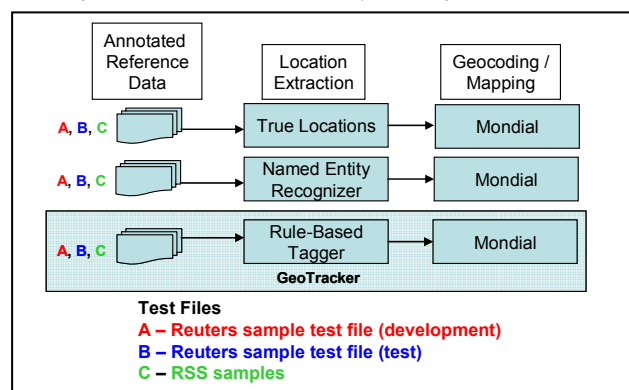 Annotated
Reference
Data
Location
Extraction
Geocoding /
Mapping
A, B, C
True Locations
Mondial
A, B, C
Named Entity
Recognizer
Mondial
A, B, C
Rule-Based
Tagger
Mondial
GeoTracker
Test Files
A – Reuters sample test file (development)
B – Reuters sample test file (test)
C – RSS samples